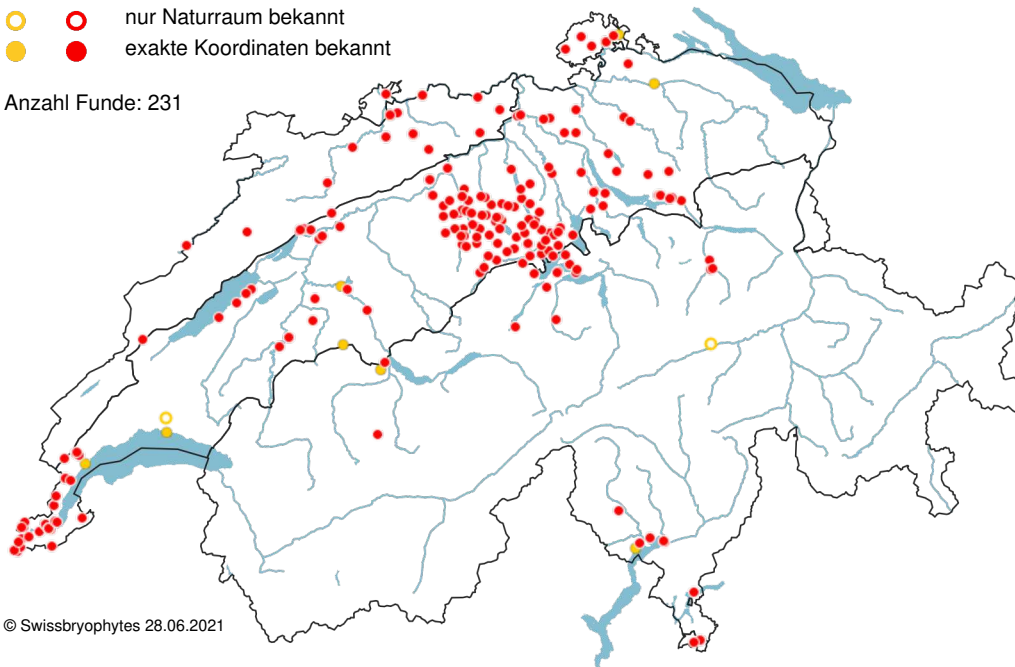 nur Naturraum bekannt
exakte Koordinaten bekannt
Anzahl Funde: 231
© Swissbryophytes 28.06.2021